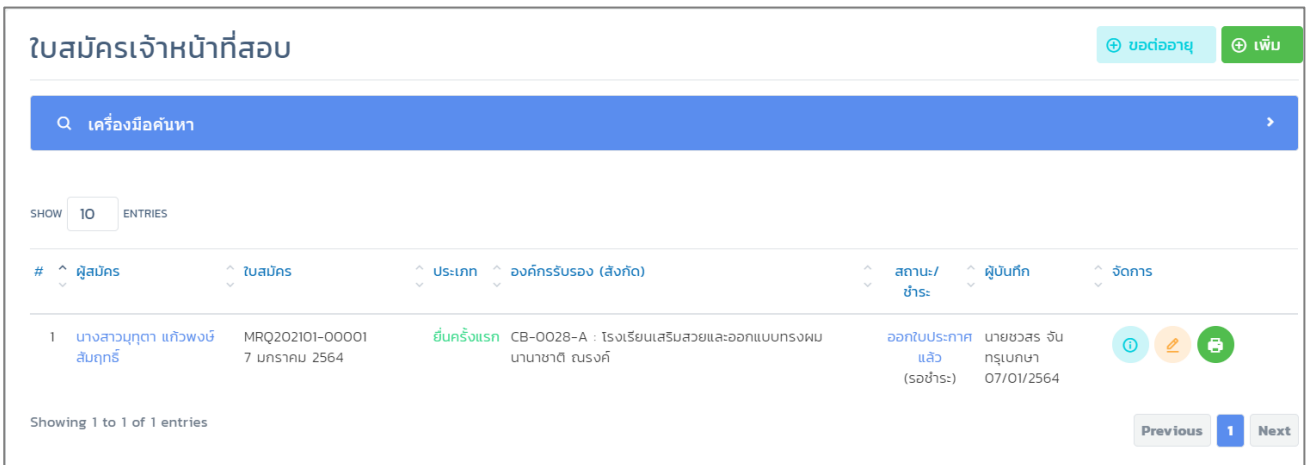 ใบสมัครเจ้าหน้าที่สอบ
ขอต่ออายุ
เพิ่ม
เครื่องมือค้นหา
SHOW 10 ENTRIES
# ผู้สมัคร ใบสมัคร ประเภท องค์กรรับรอง (สังกัด) สถานะ/ ผู้บันทึก จัดการ
ชำระ
1 นางสาวมุกุตา แก้วพงษ์ MRQ202101-00001 ยื่นครั้งแรก CB-0028-A : โรงเรียนเสริมสวยและออกแบบทรงผม ออกใบประกาศ นายชวสร จัน
สัมฤทธิ์ 7 มกราคม 2564 นานาชาติ ณรงค์ แล้ว ทรุเบกษา
(รอชำระ) 07/01/2564
Showing 1 to 1 of 1 entries
Previous 1 Next